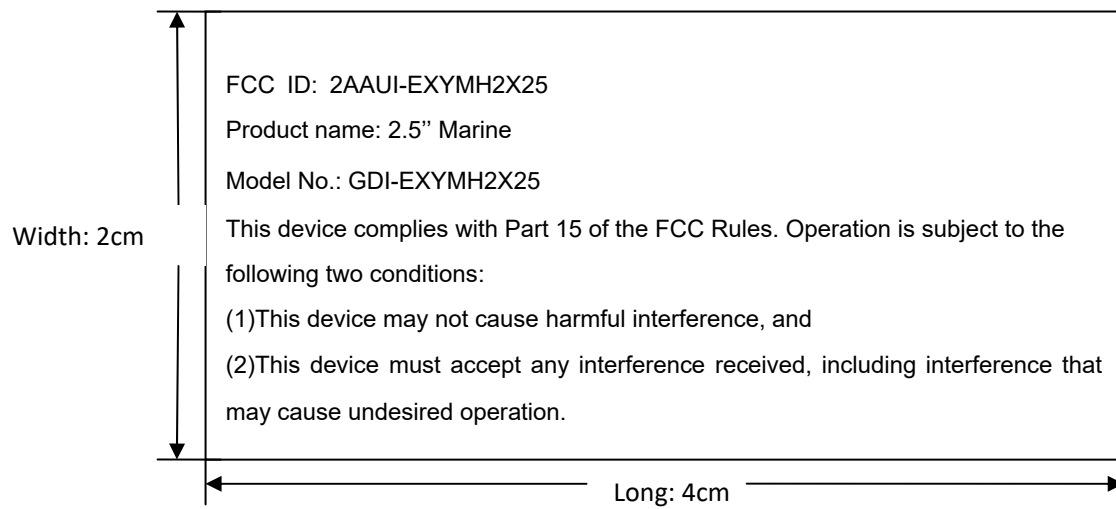 FCC ID: 2AAUI-EXYMH2X25
Product name: 2.5’’ Marine
Model No.: GDI-EXYMH2X25
Width: 2cm
This device complies with Part 15 of the FCC Rules. Operation is subject to the
following two conditions:
(1)This device may not cause harmful interference, and
(2)This device must accept any interference received, including interference that
may cause undesired operation.
Long: 4cm